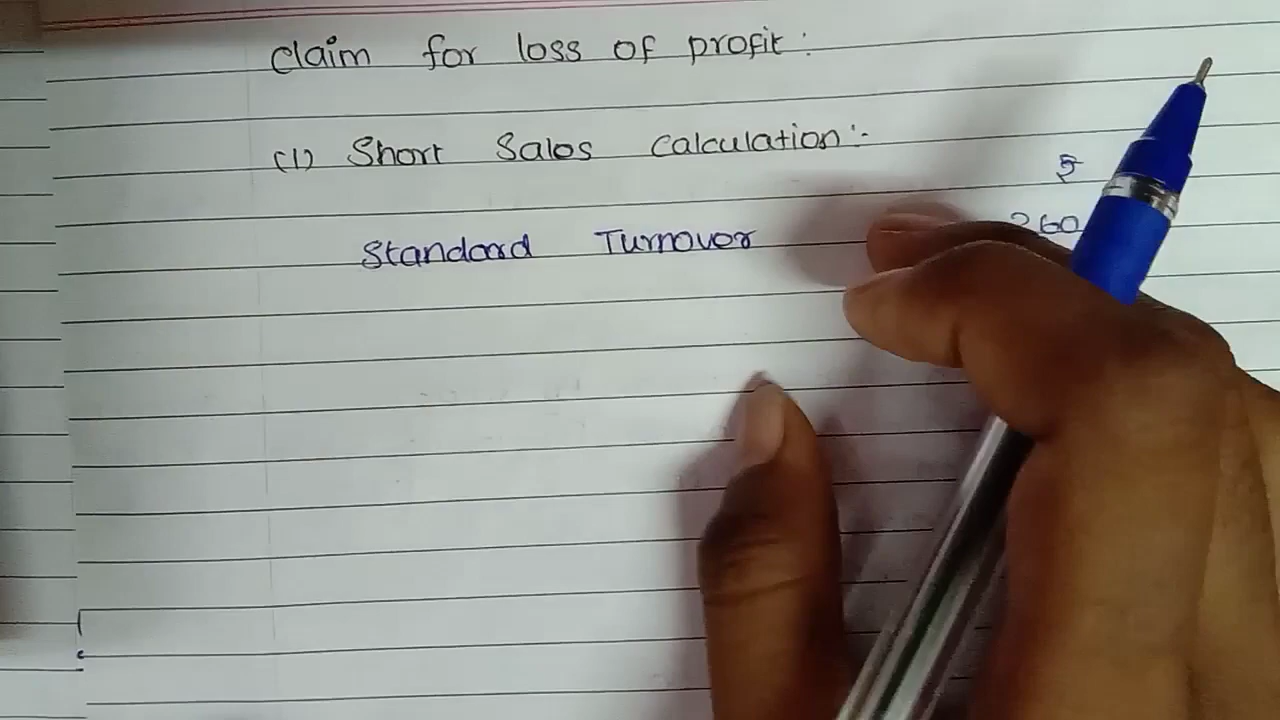 Claim for loss of profit :
(1) Short Sales Calculation :-
₹
Standard Turnover